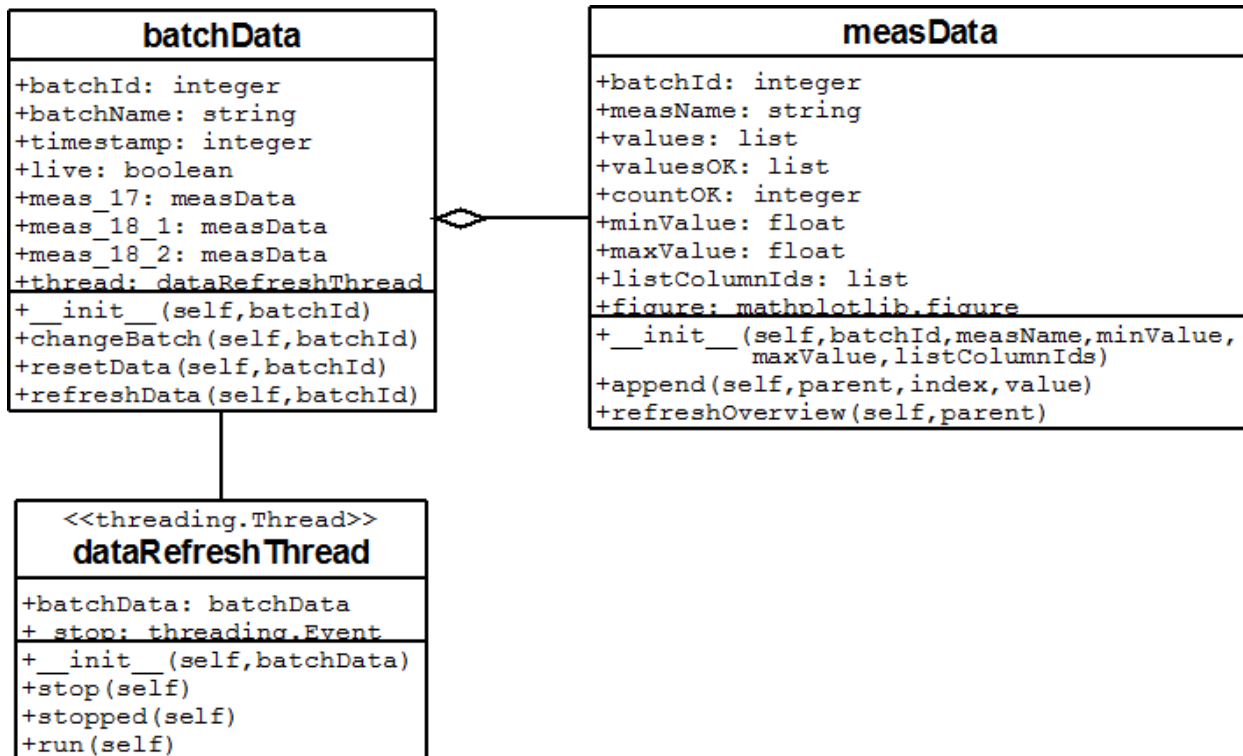 batchData
+batchId: integer
+batchName: string
+timestamp: integer
+live: boolean
+meas_17: measData
+meas_18_1: measData
+meas_18_2: measData
+thread: dataRefreshThread
+__init__(self,batchId)
+changeBatch(self,batchId)
+resetData(self,batchId)
+refreshData(self,batchId)
measData
+batchId: integer
+measName: string
+values: list
+valuesOK: list
+countOK: integer
+minValue: float
+maxValue: float
+listColumnIds: list
+figure: mathplotlib.figure
+__init__(self,batchId,measName,minValue,
maxValue,listColumnIds)
+append(self,parent,index,value)
+refreshOverview(self,parent)
<<threading.Thread>>
dataRefreshThread
+batchData: batchData
+_stop: threading.Event
+__init__(self,batchData)
+stop(self)
+stopped(self)
+run(self)